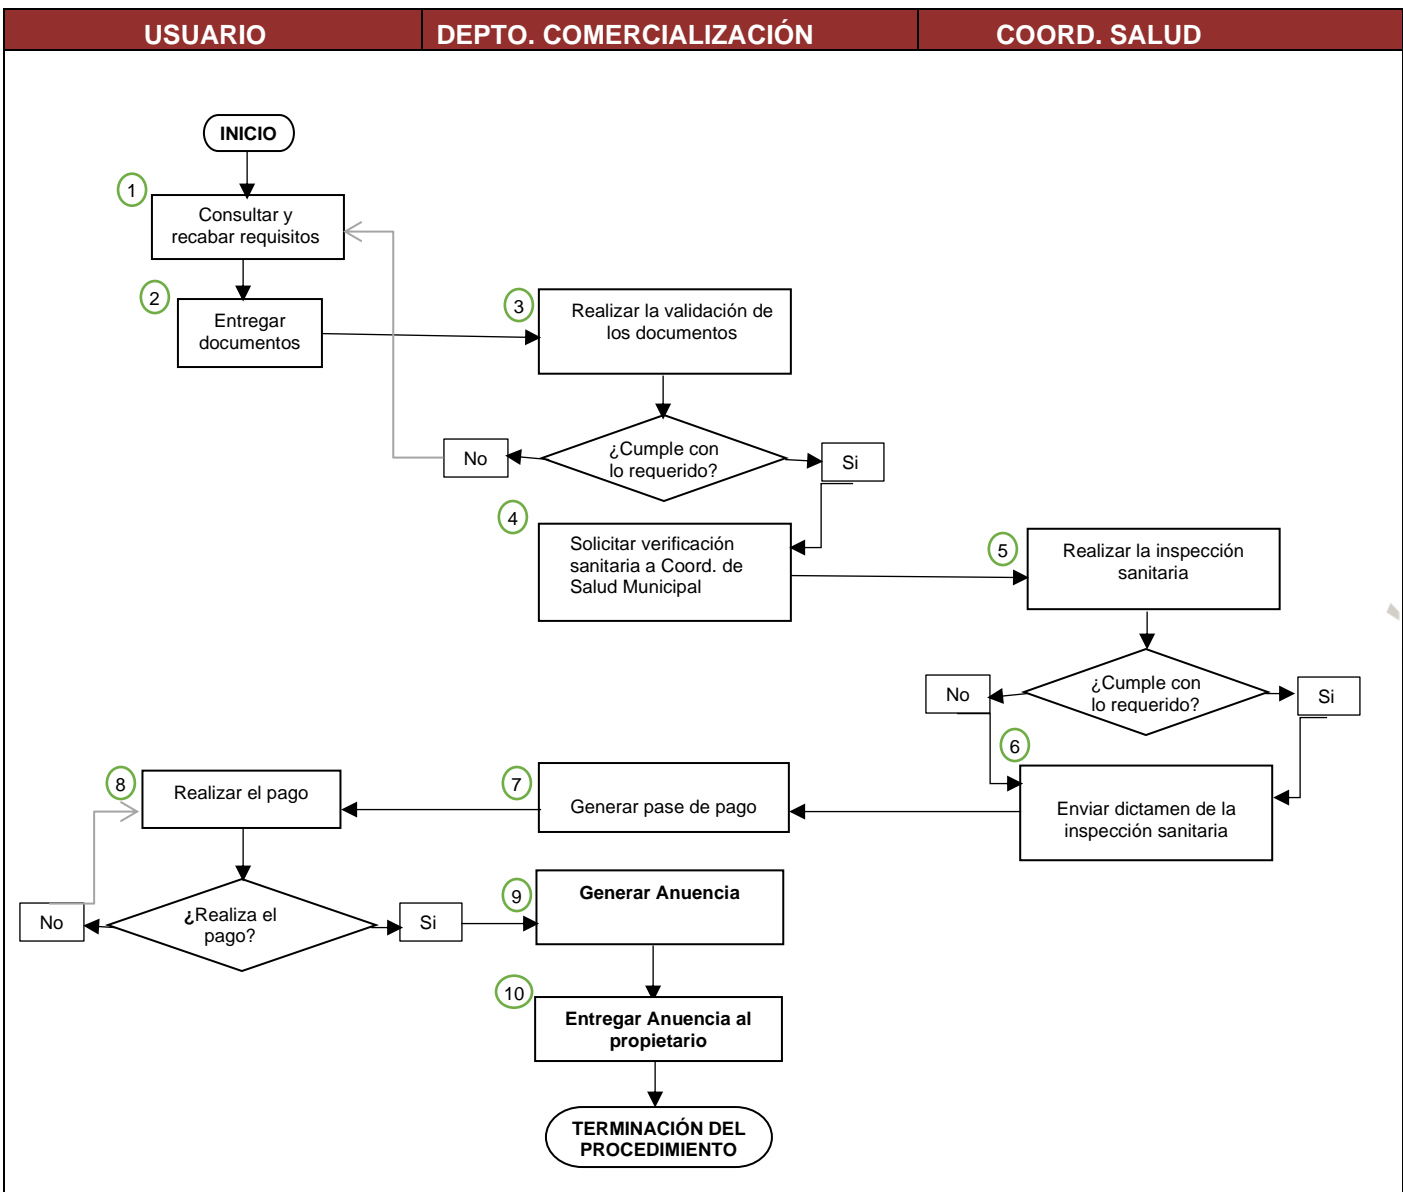 USUARIO
DEPTO. COMERCIALIZACIÓN
COORD. SALUD
INICIO
1
Consultar y
recabar requisitos
2
Entregar
documentos
3
Realizar la validación de
los documentos
¿Cumple con
lo requerido?
No
Si
4
Solicitar verificación
sanitaria a Coord. de
Salud Municipal
5
Realizar la inspección
sanitaria
¿Cumple con
lo requerido?
No
Si
6
Enviar dictamen de la
inspección sanitaria
7
Generar pase de pago
8
Realizar el pago
¿Realiza el
pago?
No
Si
9
Generar Anuencia
10
Entregar Anuencia al
propietario
TERMINACIÓN DEL
PROCEDIMIENTO